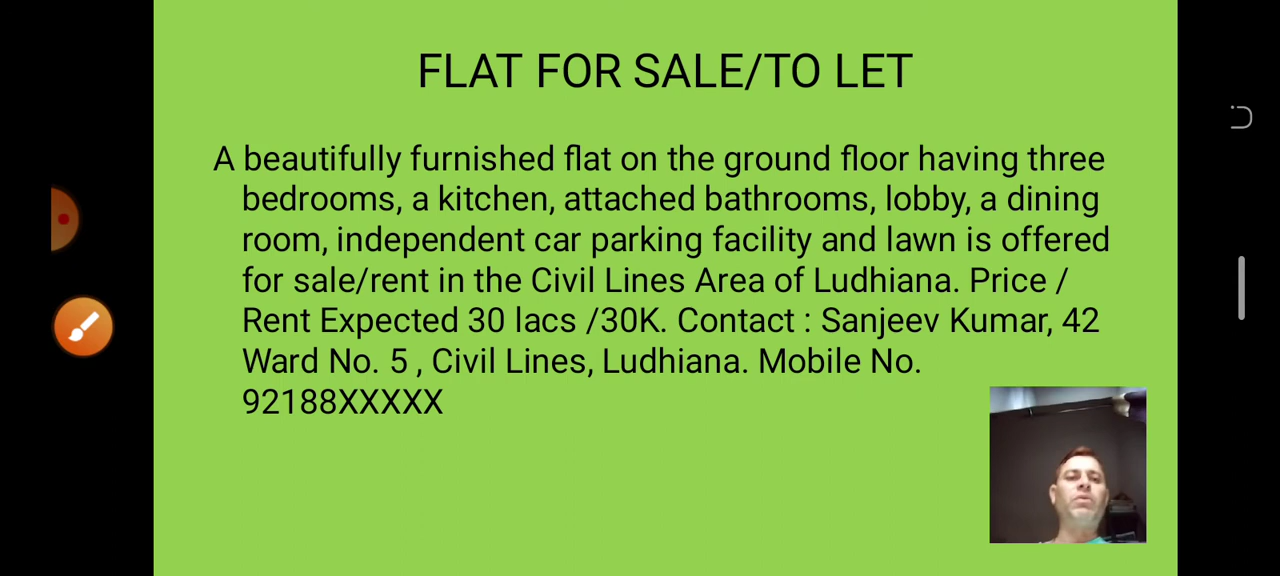 FLAT FOR SALE/TO LET
A beautifully furnished flat on the ground floor having three
bedrooms, a kitchen, attached bathrooms, lobby, a dining
room, independent car parking facility and lawn is offered
for sale/rent in the Civil Lines Area of Ludhiana. Price /
Rent Expected 30 lacs /30K. Contact : Sanjeev Kumar, 42
Ward No. 5 , Civil Lines, Ludhiana. Mobile No.
92188XXXXX